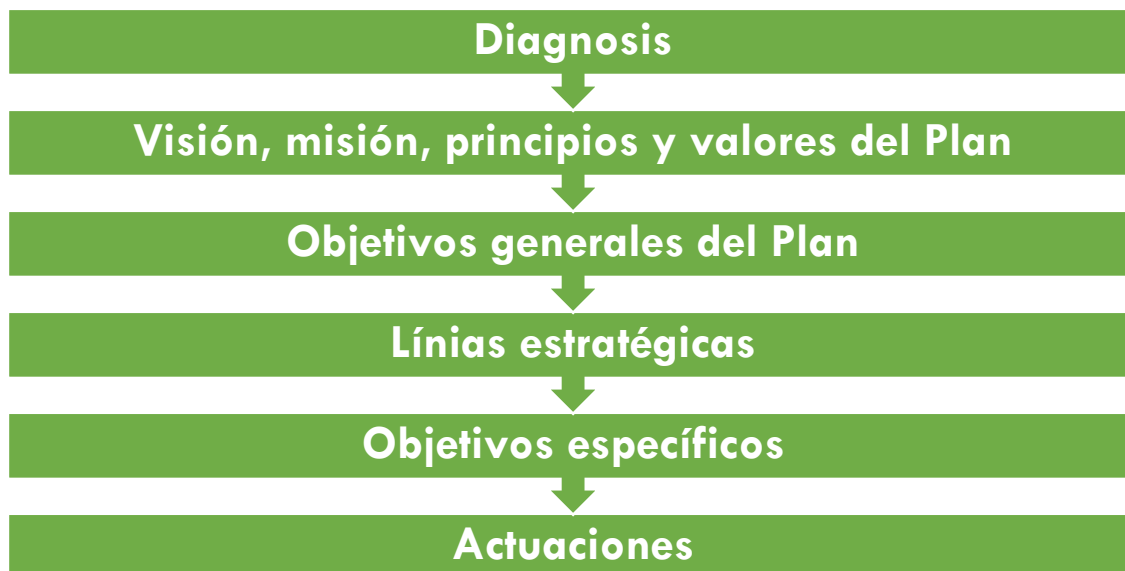 Diagnosis
Visión, misión, principios y valores del Plan
Objetivos generales del Plan
Línias estratégicas
Objetivos específicos
Actuaciones